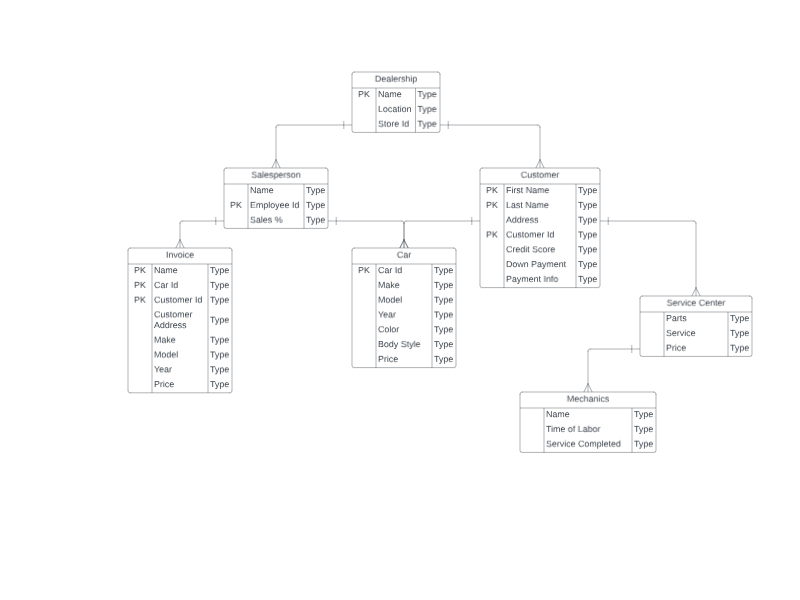 Dealership
PK Name Type
Location Type
Store Id Type
Salesperson
Name Type
PK Employee Id Type
Sales % Type
Customer
PK First Name Type
PK Last Name Type
Address Type
PK Customer Id Type
Credit Score Type
Down Payment Type
Payment Info Type
Invoice
PK Name Type
PK Car Id Type
PK Customer Id Type
Customer
Address Type
Make Type
Model Type
Year Type
Price Type
Car
PK Car Id Type
Make Type
Model Type
Year Type
Color Type
Body Style Type
Price Type
Service Center
Parts Type
Service Type
Price Type
Mechanics
Name Type
Time of Labor Type
Service Completed Type